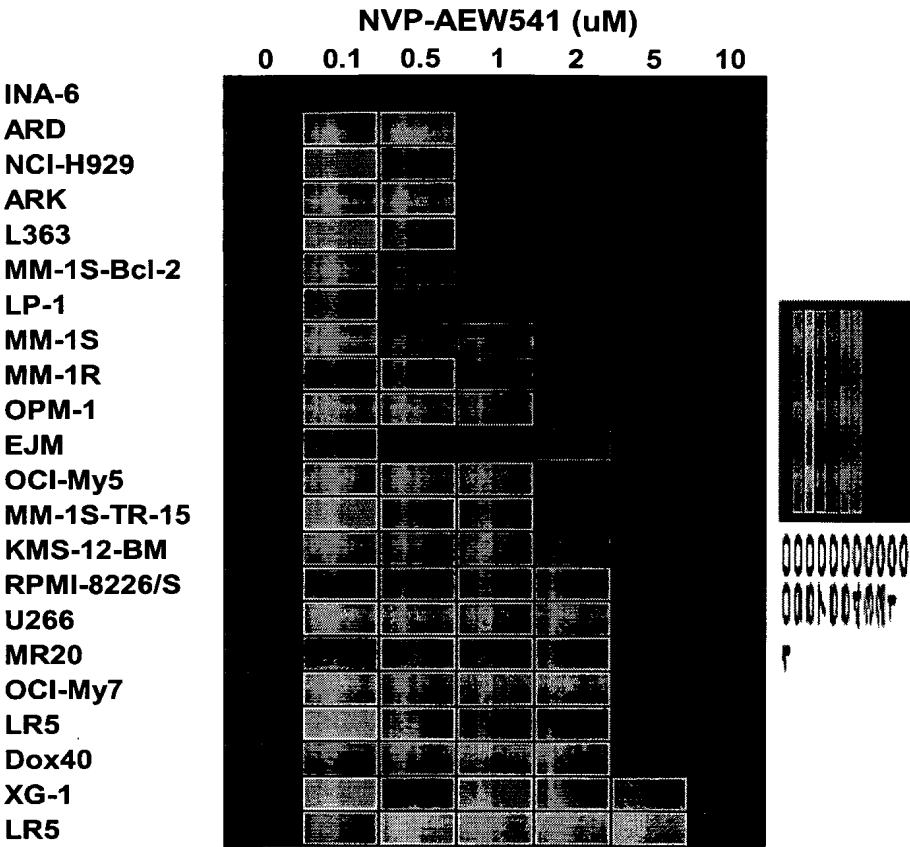 NVP-AEW541 (uM)
0 0.1 0.5 1 2 5 10
INA-6
ARD
NCI-H929
ARK
L363
MM-1S-Bcl-2
LP-1
MM-1S
MM-1R
OPM-1
EJM
OCI-My5
MM-1S-TR-15
KMS-12-BM
RPMI-8226/S
U266
MR20
OCI-My7
LR5
Dox40
XG-1
LR5